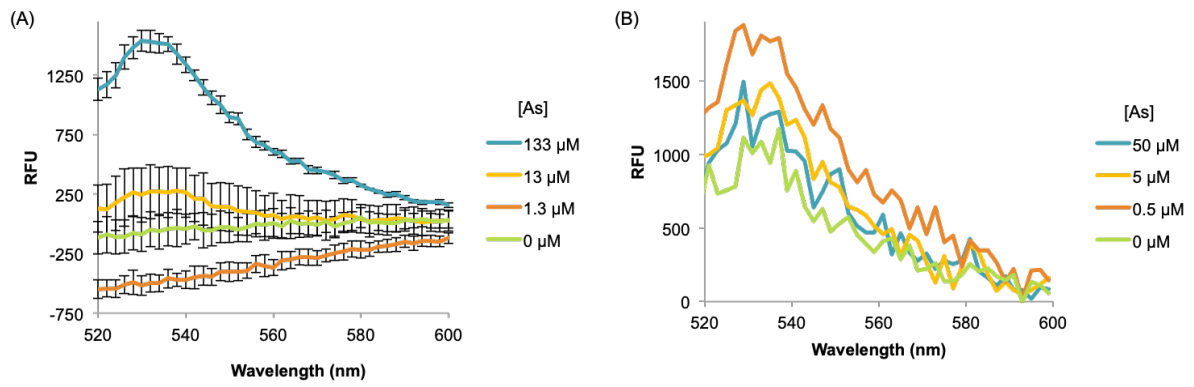 (A)
RFU
1250
750
250
-250
-750
520 540 560 580 600
Wavelength (nm)
[As]
133 µM
13 µM
1.3 µM
0 µM
(B)
RFU
1500
1000
500
0
520 540 560 580 600
Wavelength (nm)
[As]
50 µM
5 µM
0.5 µM
0 µM